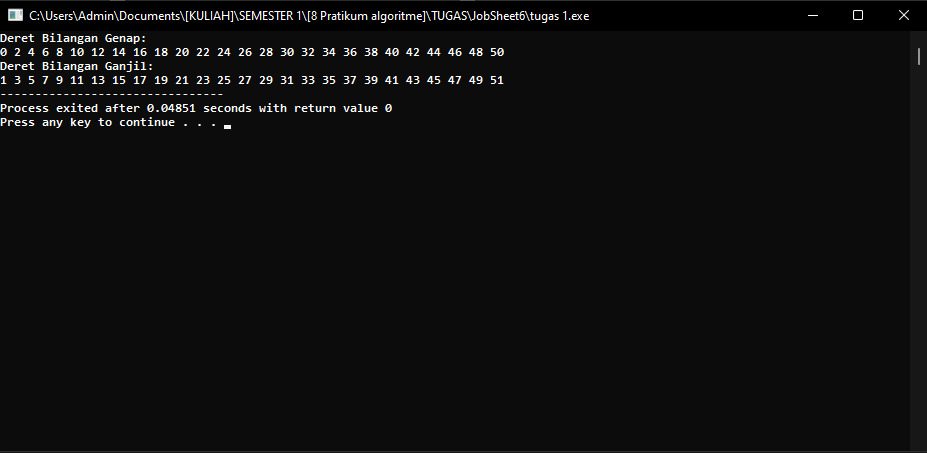 C:\Users\Admin\Documents\[KULIAH]\SEMESTER 1\[8 Pratikum algoritme]\TUGAS\JobSheet6\tugas 1.exe
Deret Bilangan Genap:
0 2 4 6 8 10 12 14 16 18 20 22 24 26 28 30 32 34 36 38 40 42 44 46 48 50
Deret Bilangan Ganjil:
1 3 5 7 9 11 13 15 17 19 21 23 25 27 29 31 33 35 37 39 41 43 45 47 49 51
--------------------------------
Process exited after 0.04851 seconds with return value 0
Press any key to continue . . .